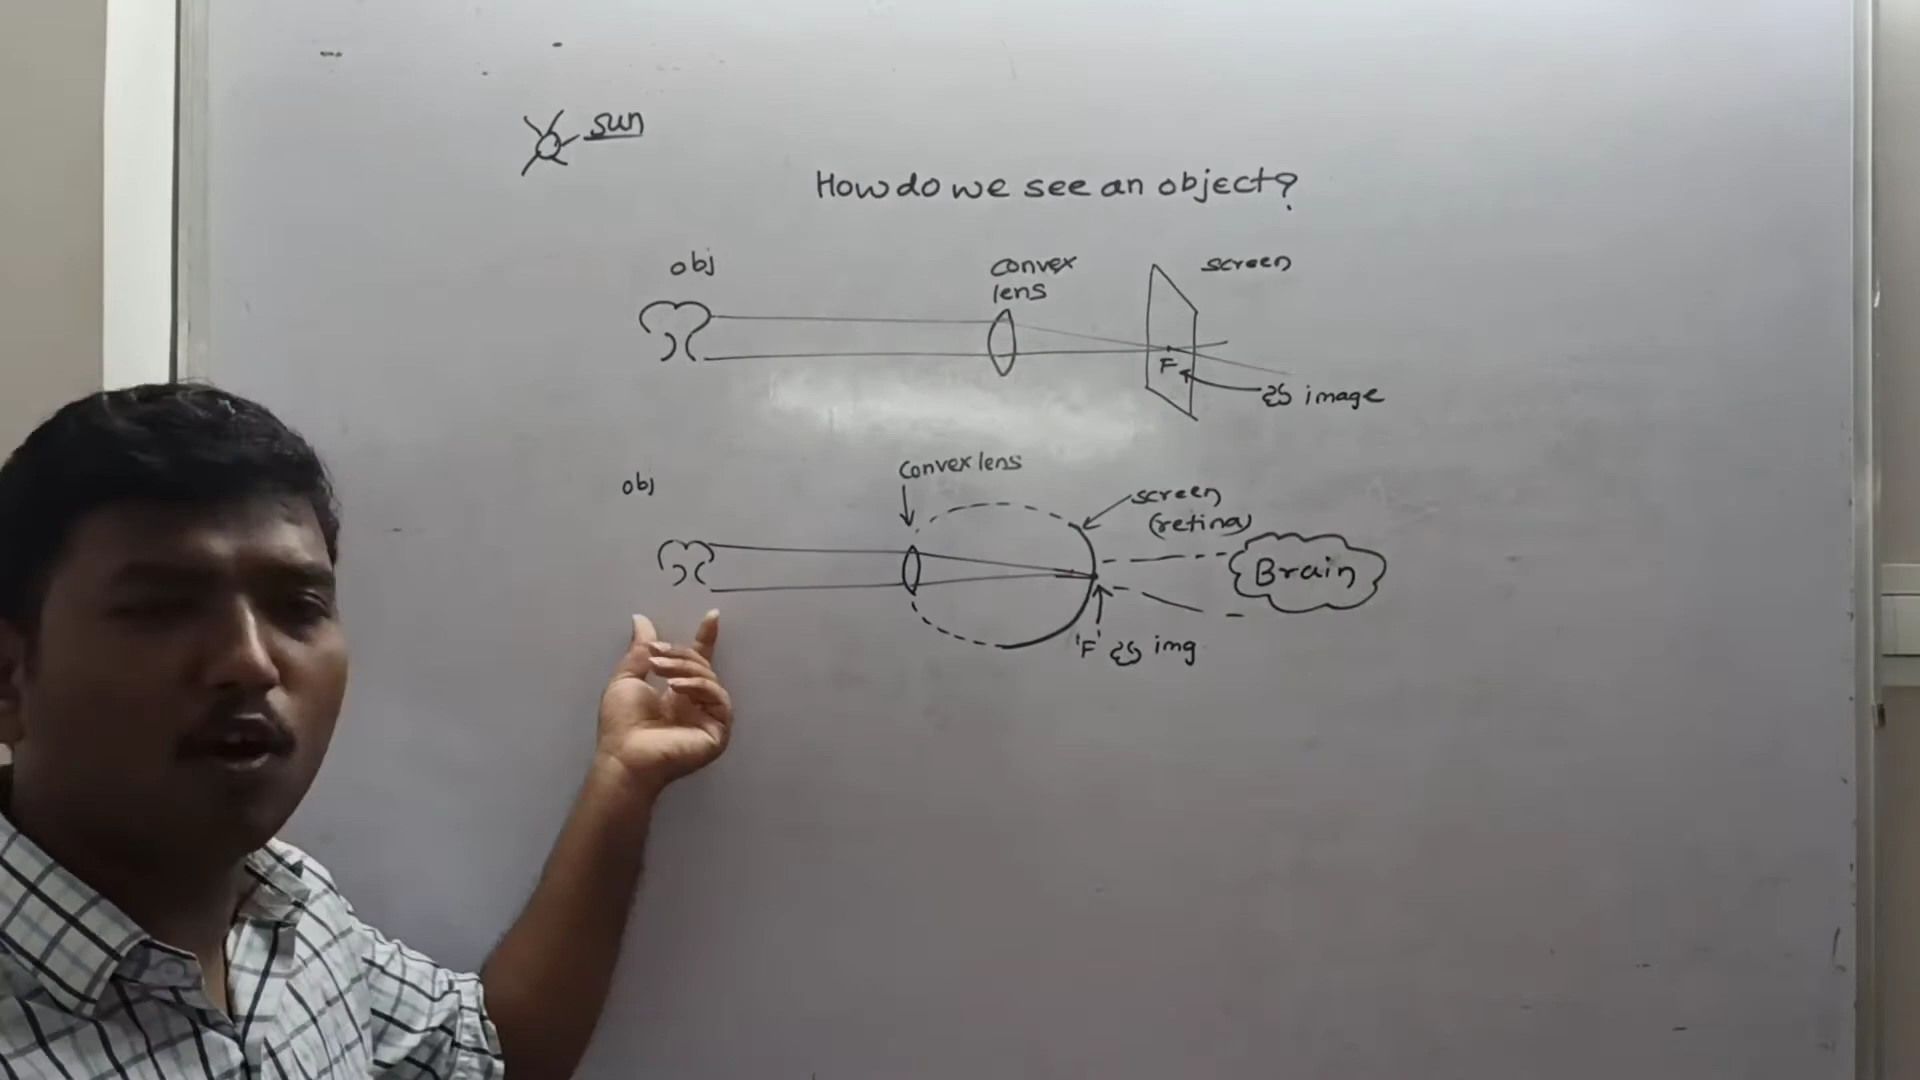 sun
How do we see an object?
obj
convex
lens
screen
F
image
convex lens
obj
screen
(retina)
Brain
'F' img